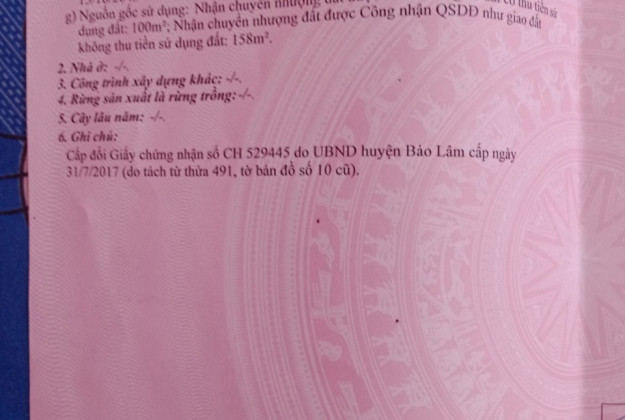 g) Nguồn gốc sử dụng: Nhận chuyển nhượng có thu tiền sử
dụng đất: 100m²; Nhận chuyển nhượng đất được Công nhận QSDĐ như giao đất
không thu tiền sử dụng đất: 158m².
2. Nhà ở: -/-.
3. Công trình xây dựng khác: -/-.
4. Rừng sản xuất là rừng trồng: -/-.
5. Cây lâu năm: -/-.
6. Ghi chú:
Cấp đổi Giấy chứng nhận số CH 529445 do UBND huyện Bảo Lâm cấp ngày
31/7/2017 (do tách từ thửa 491, tờ bản đồ số 10 cũ).